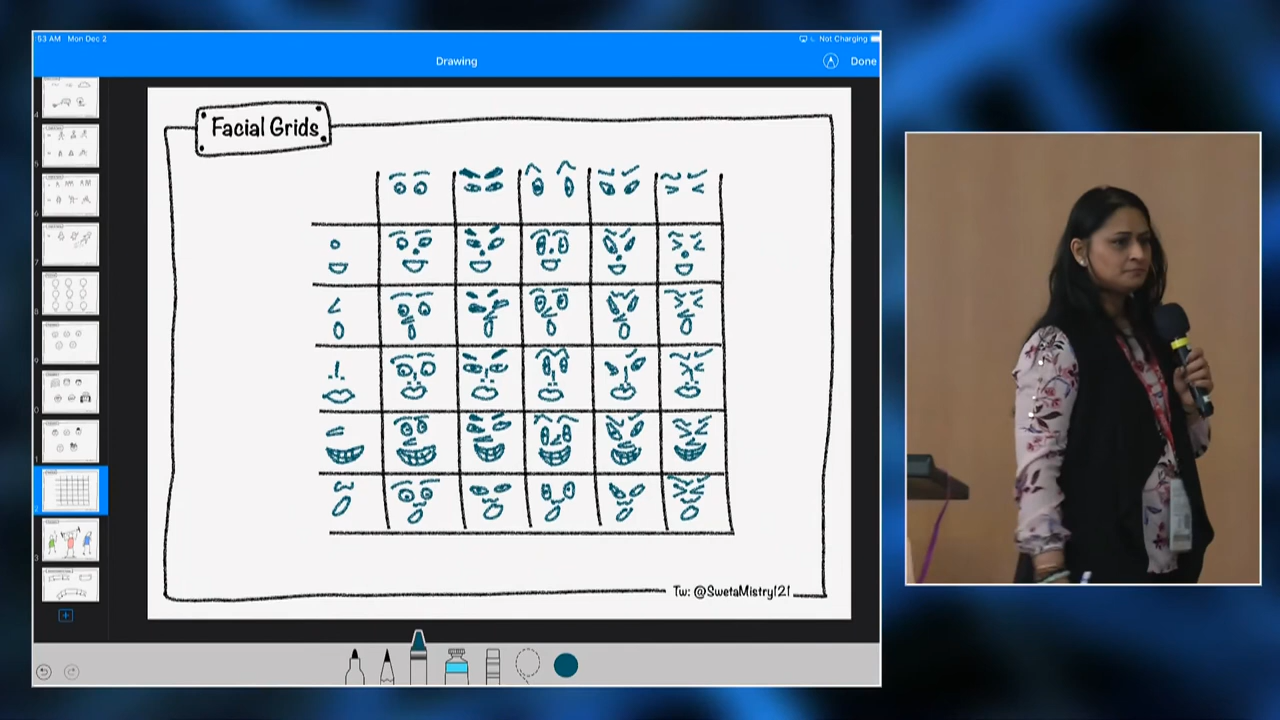 53 AM Mon Dec 2
Not Charging
Drawing
Done
Facial Grids
Tw: @SwetaMistry121